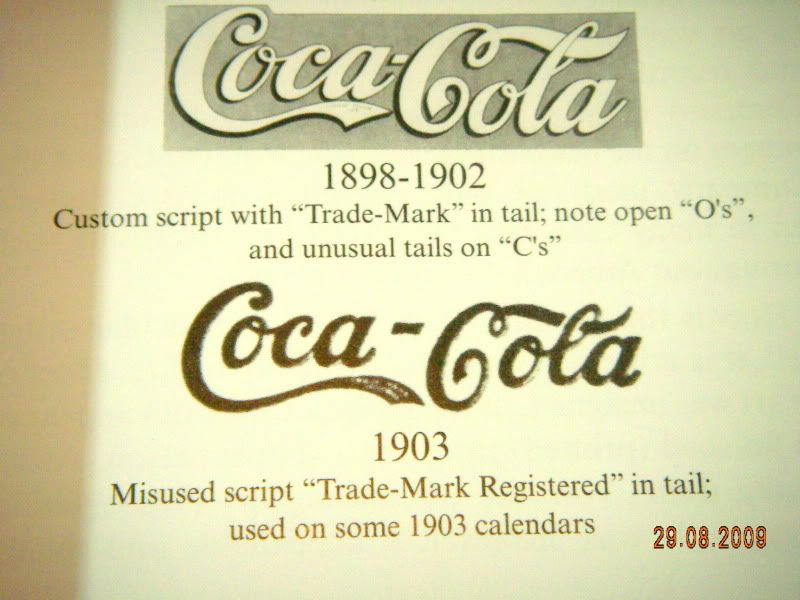 Coca-Cola
1898-1902
Custom script with “Trade-Mark” in tail; note open “O's”,
and unusual tails on “C's”
Coca-Cola
1903
Misused script “Trade-Mark Registered” in tail;
used on some 1903 calendars
29.08.2009